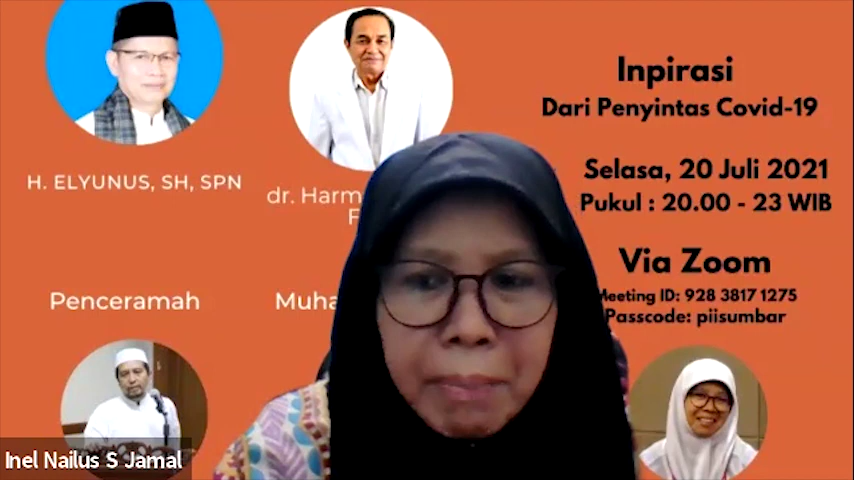 Inpirasi
Dari Penyintas Covid-19
H. ELYUNUS, SH, SPN
dr. Harm
F
Selasa, 20 Juli 2021
Pukul : 20.00 - 23 WIB
Via Zoom
Meeting ID: 928 3817 1275
Passcode: piisumbar
Penceramah
Muha
Inel Nailus S Jamal